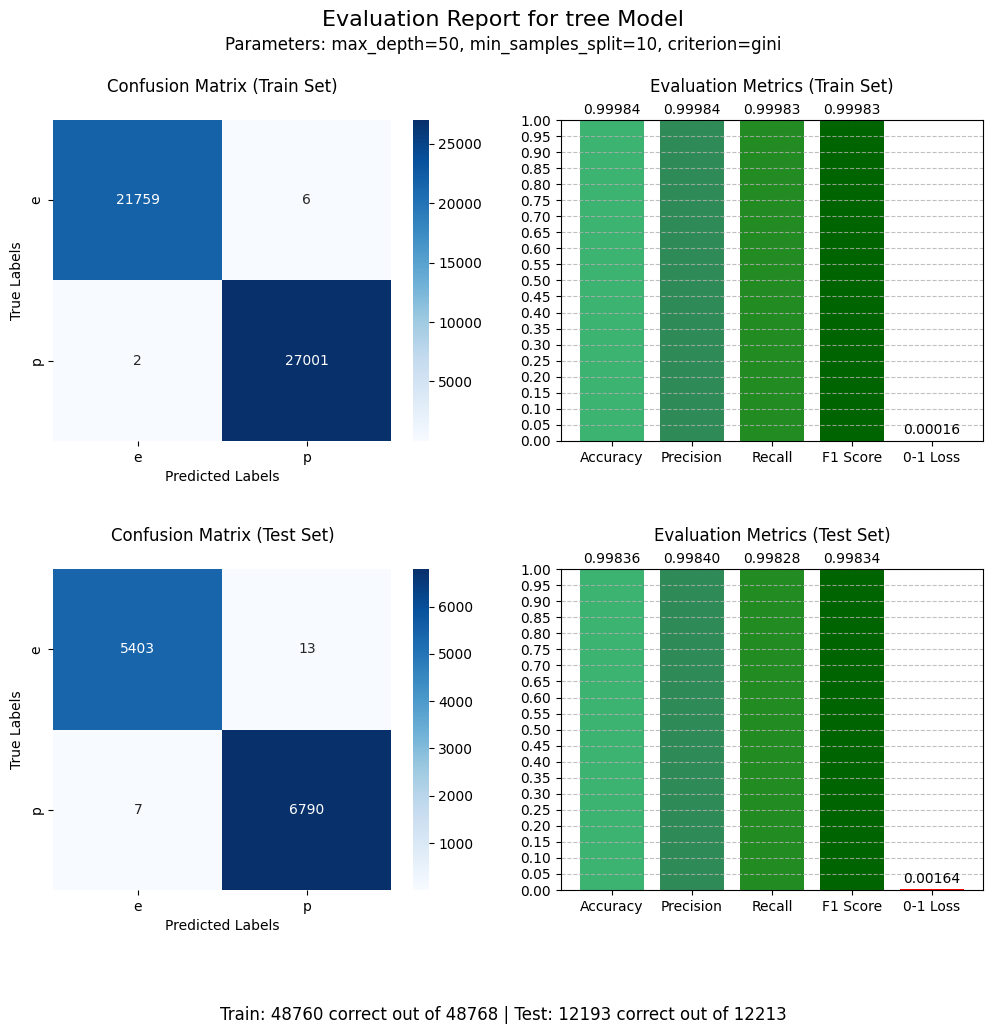 Evaluation Report for tree Model
Parameters: max_depth=50, min_samples_split=10, criterion=gini
Confusion Matrix (Train Set)
21759
6
2
27001
e
p
True Labels
e
p
Predicted Labels
25000
20000
15000
10000
5000
Evaluation Metrics (Train Set)
0.99984
0.99984
0.99983
0.99983
0.00016
1.00
0.95
0.90
0.85
0.80
0.75
0.70
0.65
0.60
0.55
0.50
0.45
0.40
0.35
0.30
0.25
0.20
0.15
0.10
0.05
0.00
Accuracy
Precision
Recall
F1 Score
0-1 Loss
Confusion Matrix (Test Set)
5403
13
7
6790
e
p
True Labels
e
p
Predicted Labels
6000
5000
4000
3000
2000
1000
Evaluation Metrics (Test Set)
0.99836
0.99840
0.99828
0.99834
0.00164
1.00
0.95
0.90
0.85
0.80
0.75
0.70
0.65
0.60
0.55
0.50
0.45
0.40
0.35
0.30
0.25
0.20
0.15
0.10
0.05
0.00
Accuracy
Precision
Recall
F1 Score
0-1 Loss
Train: 48760 correct out of 48768 | Test: 12193 correct out of 12213